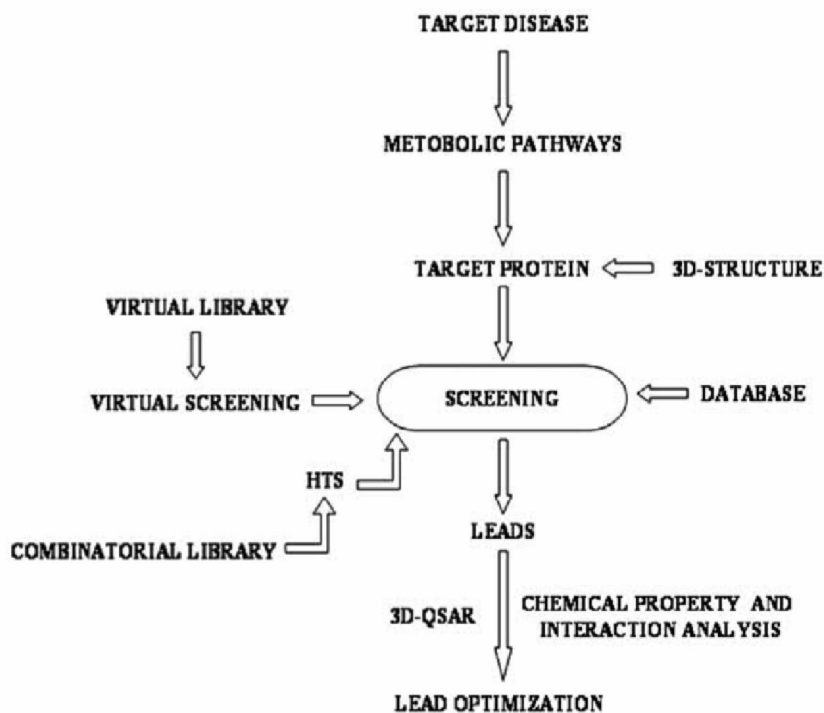 TARGET DISEASE
METOBOLIC PATHWAYS
TARGET PROTEIN
3D-STRUCTURE
VIRTUAL LIBRARY
VIRTUAL SCREENING
SCREENING
DATABASE
HTS
COMBINATORIAL LIBRARY
LEADS
3D-QSAR
CHEMICAL PROPERTY AND
INTERACTION ANALYSIS
LEAD OPTIMIZATION